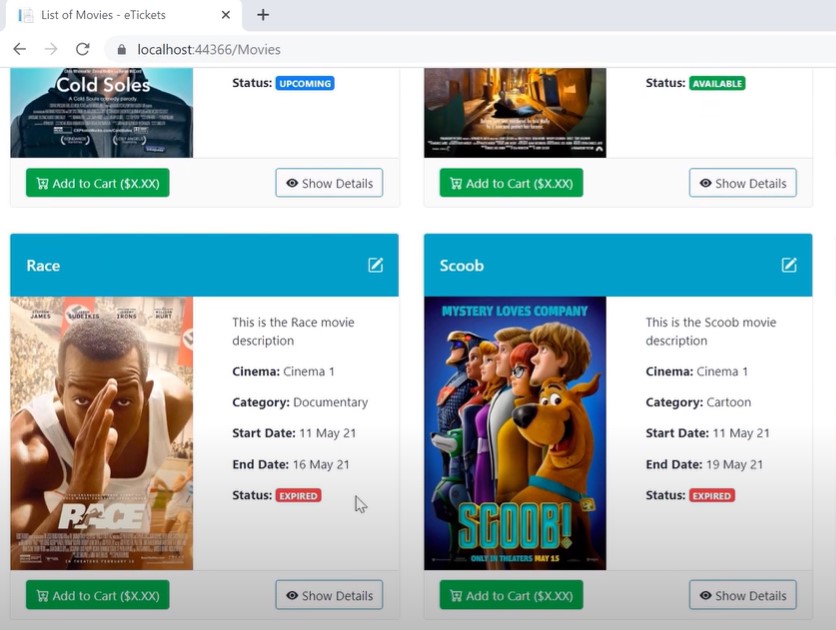 List of Movies - eTickets
localhost:44366/Movies
Cold Soles
A Cold Souls comedy parody.
Status: UPCOMING
Status: AVAILABLE
Add to Cart ($X.XX)
Show Details
Add to Cart ($X.XX)
Show Details
Race
STEPHAN JAMES
JASON SUDEIKIS
JEREMY IRONS
WILLIAM HURT
RACE
This is the Race movie
description
Cinema: Cinema 1
Category: Documentary
Start Date: 11 May 21
End Date: 16 May 21
Status: EXPIRED
Add to Cart ($X.XX)
Show Details
Scoob
MYSTERY LOVES COMPANY
SCOOB!
ONLY IN THEATERS MAY 15
This is the Scoob movie
description
Cinema: Cinema 1
Category: Cartoon
Start Date: 11 May 21
End Date: 19 May 21
Status: EXPIRED
Add to Cart ($X.XX)
Show Details